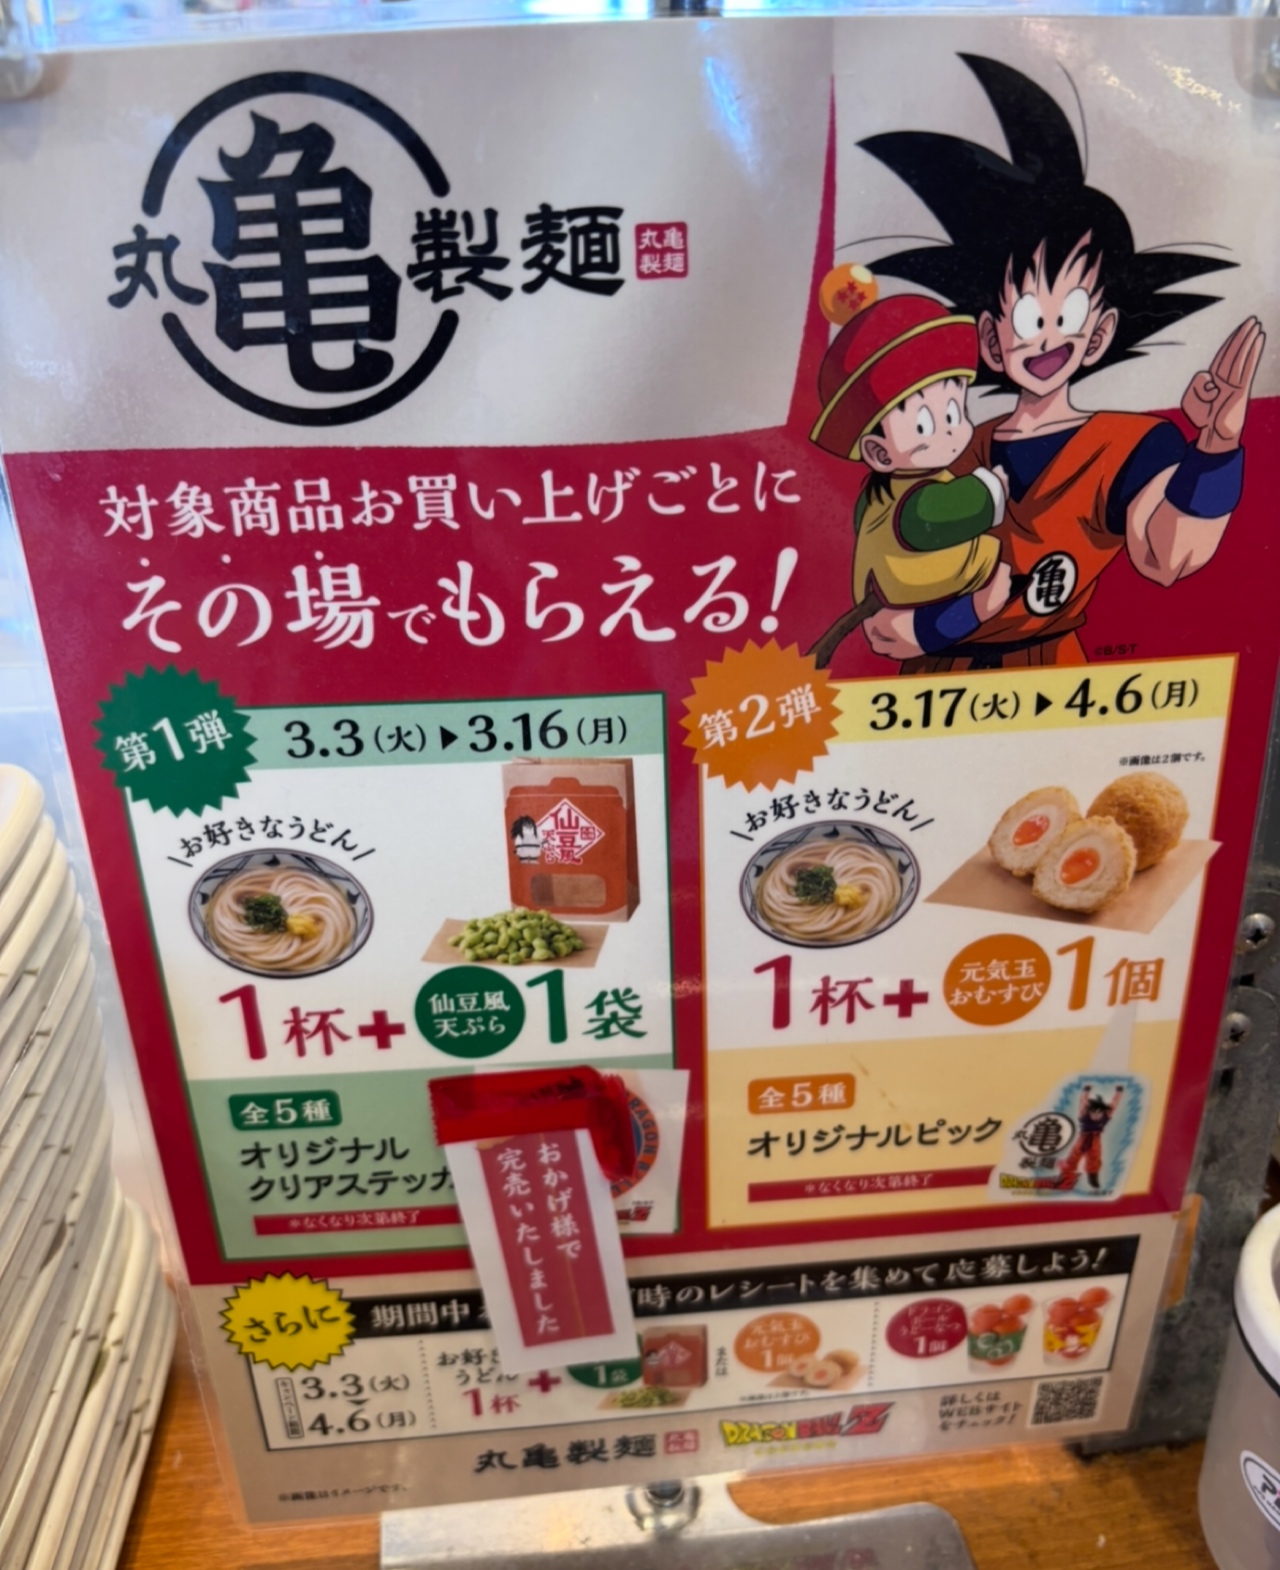 丸亀製麺
丸亀
製麺
亀
©B/S・T
対象商品お買い上げごとに
その場でもらえる!
第1弾
3.3(火)▶3.16(月)
お好きなうどん
仙豆風
天ぷら
1杯+仙豆風天ぷら1袋
全5種
オリジナル
クリアステッカ
※なくなり次第終了
おかげ様で
完売いたしました
第2弾
3.17(火)▶4.6(月)
※画像は2個です。
お好きなうどん
1杯+元気玉おむすび1個
全5種
オリジナルピック
※なくなり次第終了
亀
さらに
期間中
時のレシートを集めて応募しよう!
3.3(火)
4.6(月)
お好き
うどん
1杯
+
1袋
または
元気玉
おむすび
1個
1個
詳しくは
WEBサイト
をチェック!
丸亀製麺
DRAGON BALL Z
※画像はイメージです。